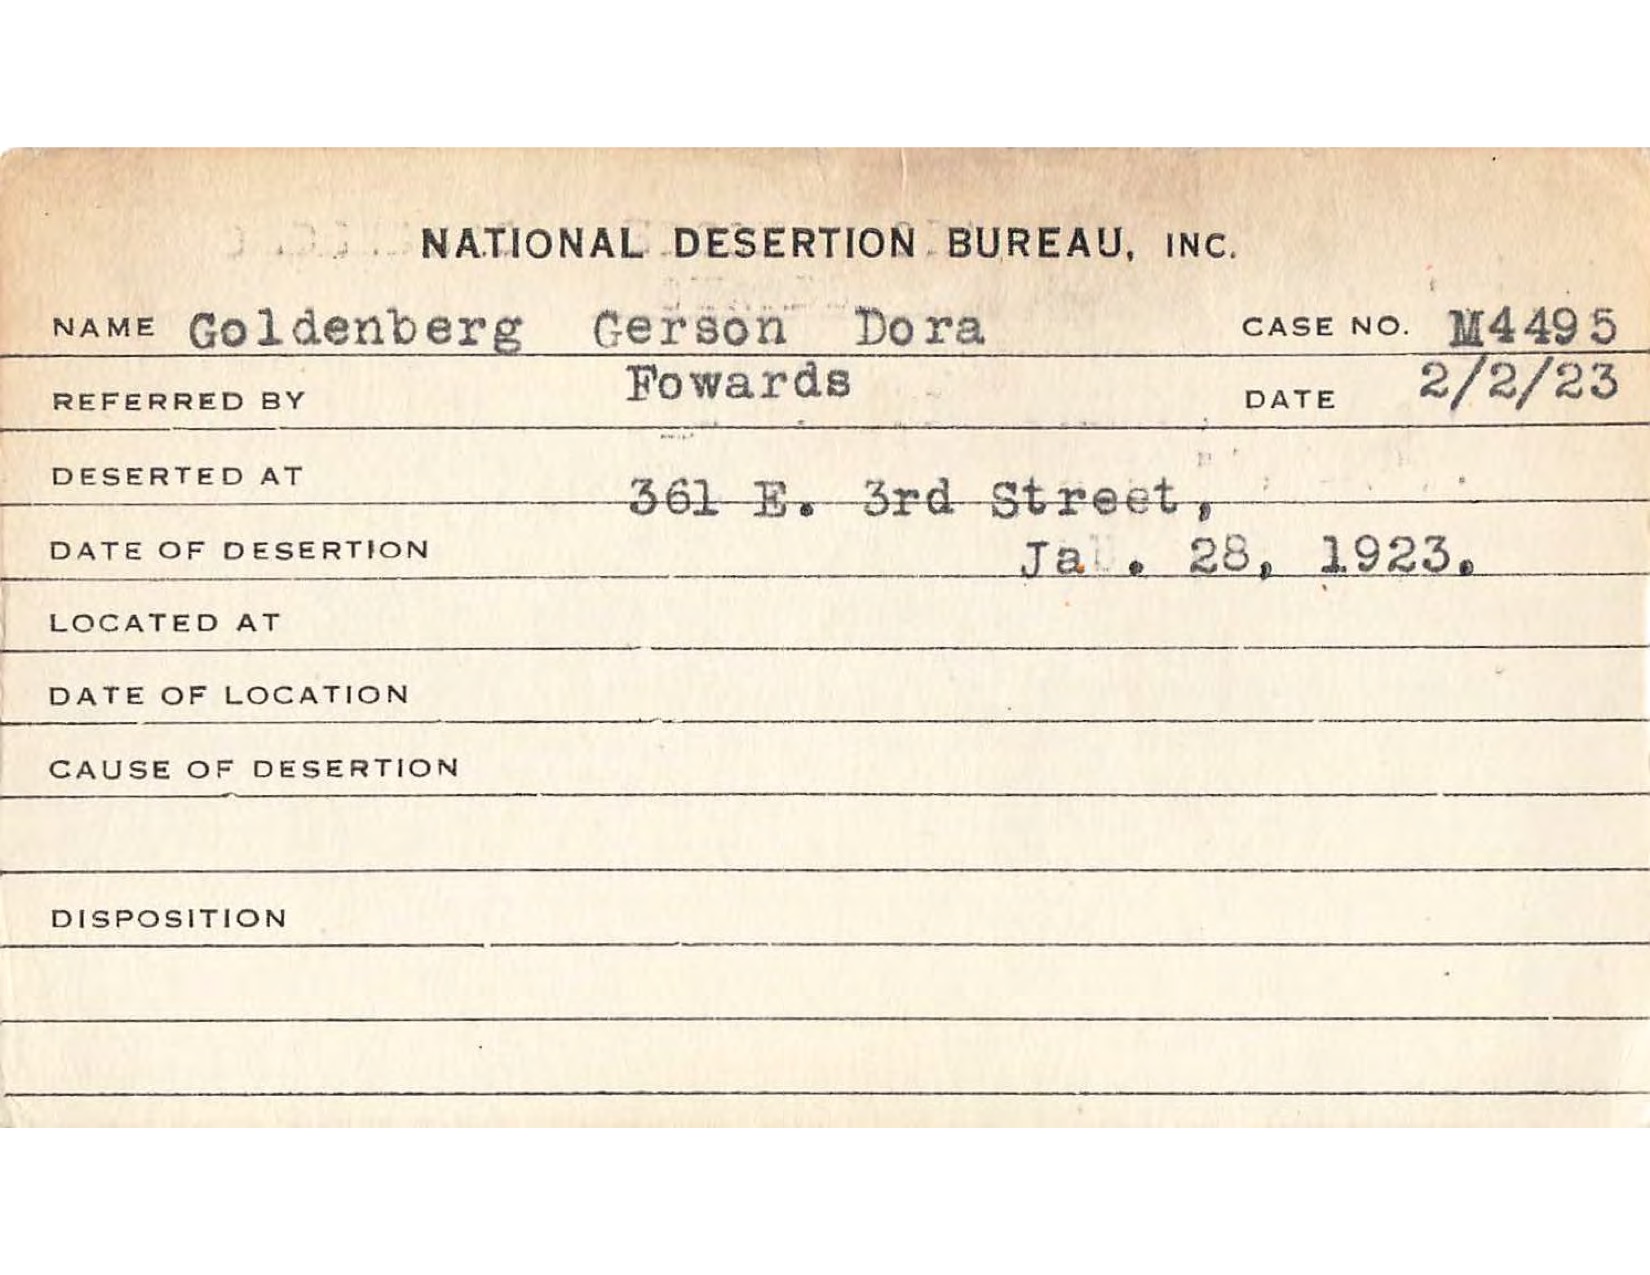 NATIONAL DESERTION BUREAU, INC.
NAME Goldenberg Gerson Dora CASE NO. M4495
REFERRED BY Fowards DATE 2/2/23
DESERTED AT 361 E. 3rd Street,
DATE OF DESERTION Ja . 28, 1923.
LOCATED AT
DATE OF LOCATION
CAUSE OF DESERTION
DISPOSITION